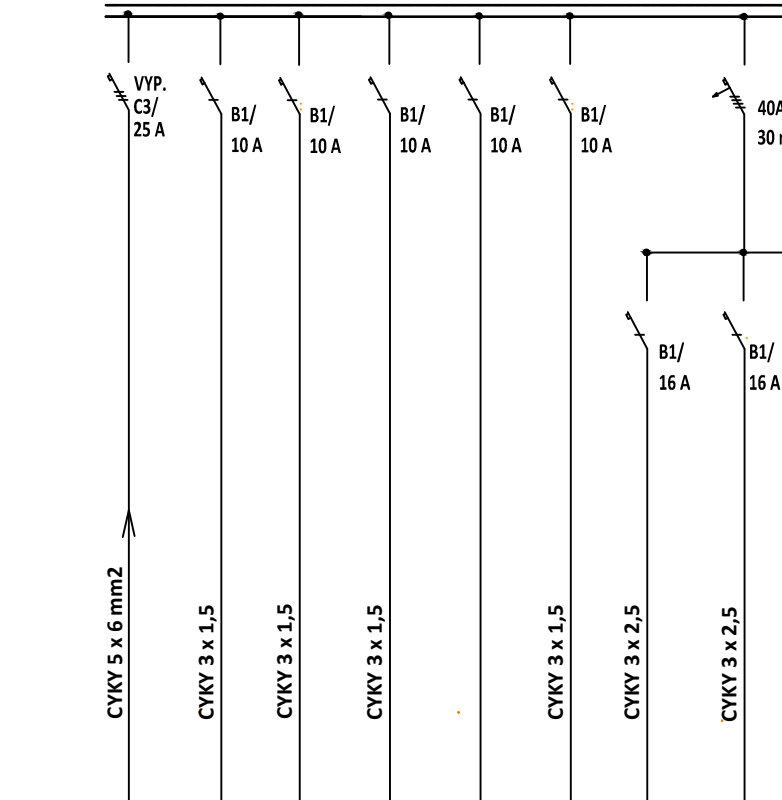 VYP.
C3/
25 A
B1/
10 A
B1/
10 A
B1/
10 A
B1/
10 A
B1/
10 A
40A
30
B1/
16 A
B1/
16 A
CYKY 5 x 6 mm2
CYKY 3 x 1,5
CYKY 3 x 1,5
CYKY 3 x 1,5
CYKY 3 x 1,5
CYKY 3 x 2,5
CYKY 3 x 2,5